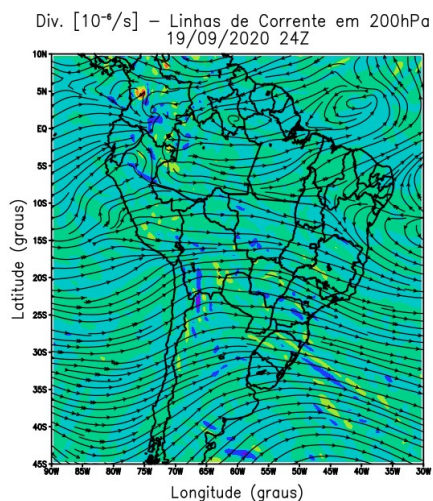 Div. [10⁻⁶/s] – Linhas de Corrente em 200hPa
19/09/2020 24Z
10N
5N
EQ
5S
10S
15S
20S
25S
30S
35S
40S
45S
Latitude (graus)
90W 85W 80W 75W 70W 65W 60W 55W 50W 45W 40W 35W 30W
Longitude (graus)